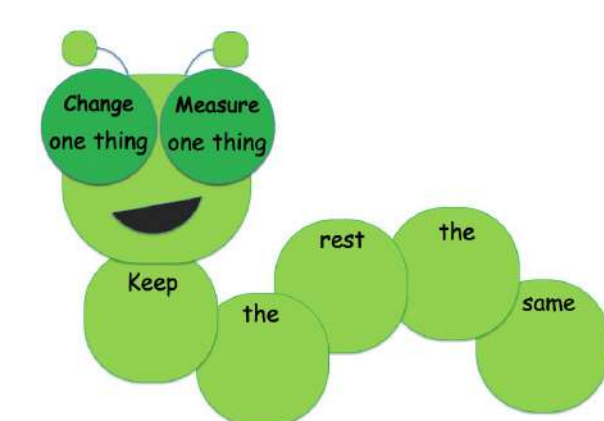 Change
one thing
Measure
one thing
Keep
the
rest
the
same